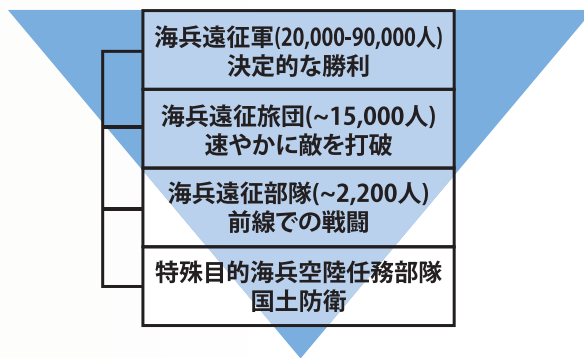 海兵遠征軍(20,000-90,000人)
決定的な勝利
海兵遠征旅団(~15,000人)
速やかに敵を打破
海兵遠征部隊(~2,200人)
前線での戦闘
特殊目的海兵空陸任務部隊
国土防衛